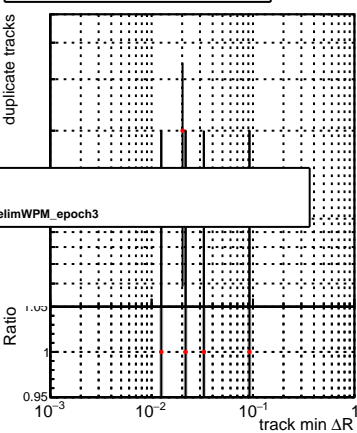 duplicate tracks
elimWPM_epoch3
1.05
Ratio
1
0.95
10⁻³ 10⁻² 10⁻¹ 1
track min ΔR